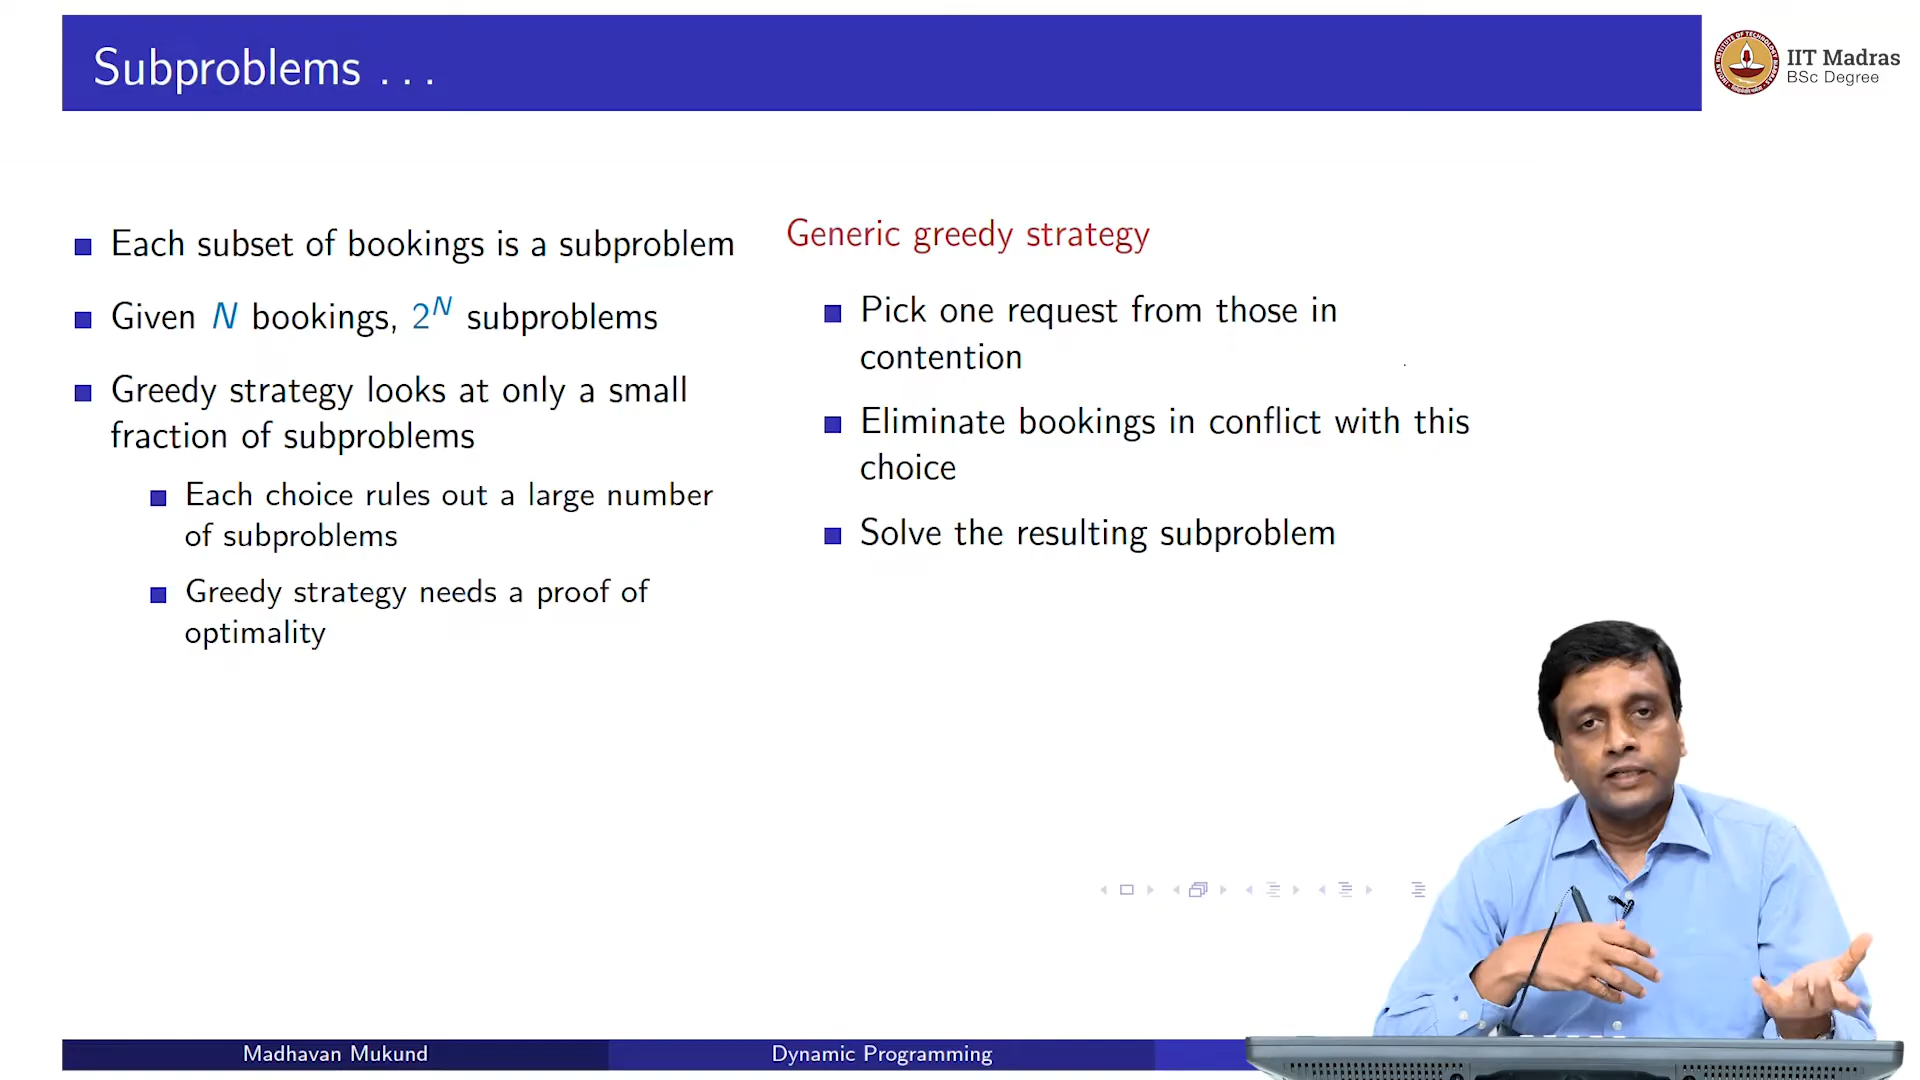 Subproblems . . .
IIT Madras
BSc Degree
Each subset of bookings is a subproblem
Given N bookings, 2^N subproblems
Greedy strategy looks at only a small
fraction of subproblems
Each choice rules out a large number
of subproblems
Greedy strategy needs a proof of
optimality
Generic greedy strategy
Pick one request from those in
contention
Eliminate bookings in conflict with this
choice
Solve the resulting subproblem
Madhavan Mukund
Dynamic Programming